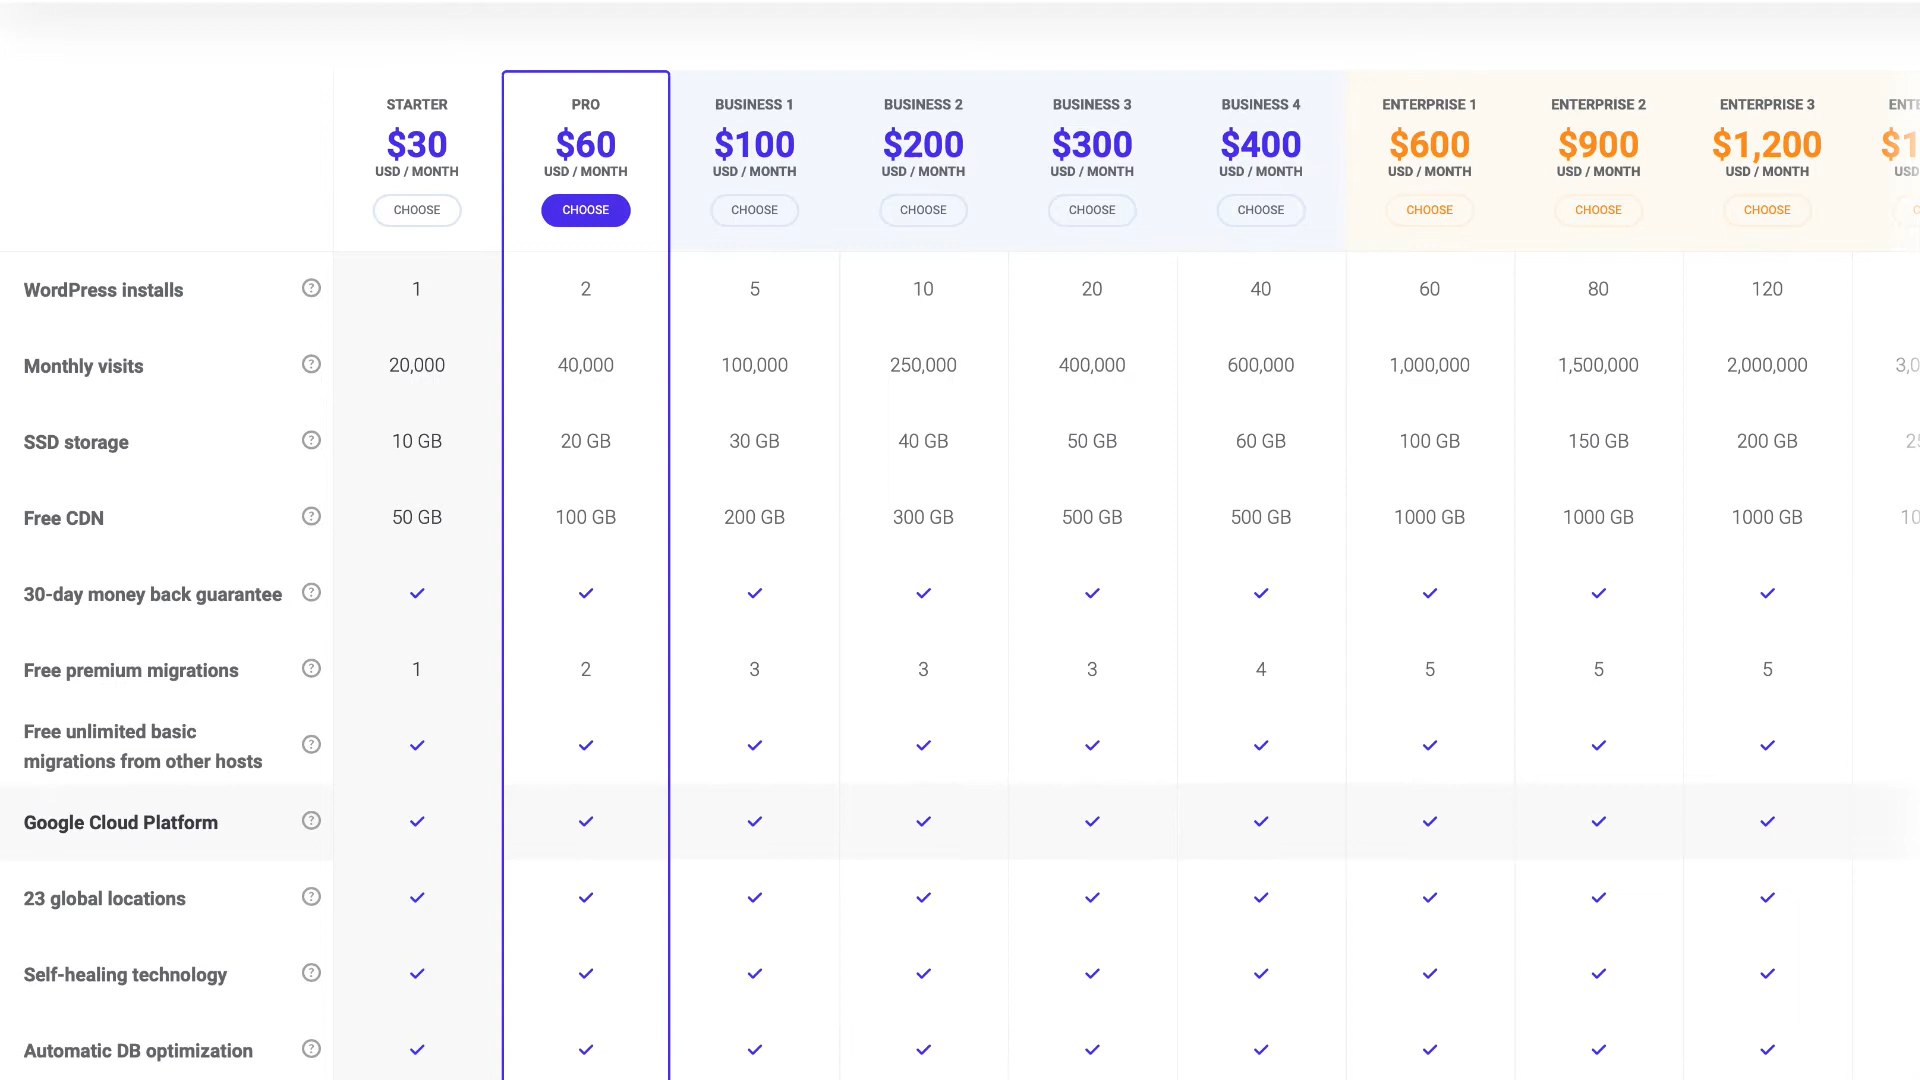 STARTER PRO BUSINESS 1 BUSINESS 2 BUSINESS 3 BUSINESS 4 ENTERPRISE 1 ENTERPRISE 2 ENTERPRISE 3
$30 $60 $100 $200 $300 $400 $600 $900 $1,200
USD / MONTH USD / MONTH USD / MONTH USD / MONTH USD / MONTH USD / MONTH USD / MONTH USD / MONTH USD / MONTH USD
CHOOSE CHOOSE CHOOSE CHOOSE CHOOSE CHOOSE CHOOSE CHOOSE CHOOSE
WordPress installs ? 1 2 5 10 20 40 60 80 120
Monthly visits ? 20,000 40,000 100,000 250,000 400,000 600,000 1,000,000 1,500,000 2,000,000
SSD storage ? 10 GB 20 GB 30 GB 40 GB 50 GB 60 GB 100 GB 150 GB 200 GB
Free CDN ? 50 GB 100 GB 200 GB 300 GB 500 GB 500 GB 1000 GB 1000 GB 1000 GB
30-day money back guarantee ?
Free premium migrations ? 1 2 3 3 3 4 5 5 5
Free unlimited basic
migrations from other hosts ?
Google Cloud Platform ?
23 global locations ?
Self-healing technology ?
Automatic DB optimization ?